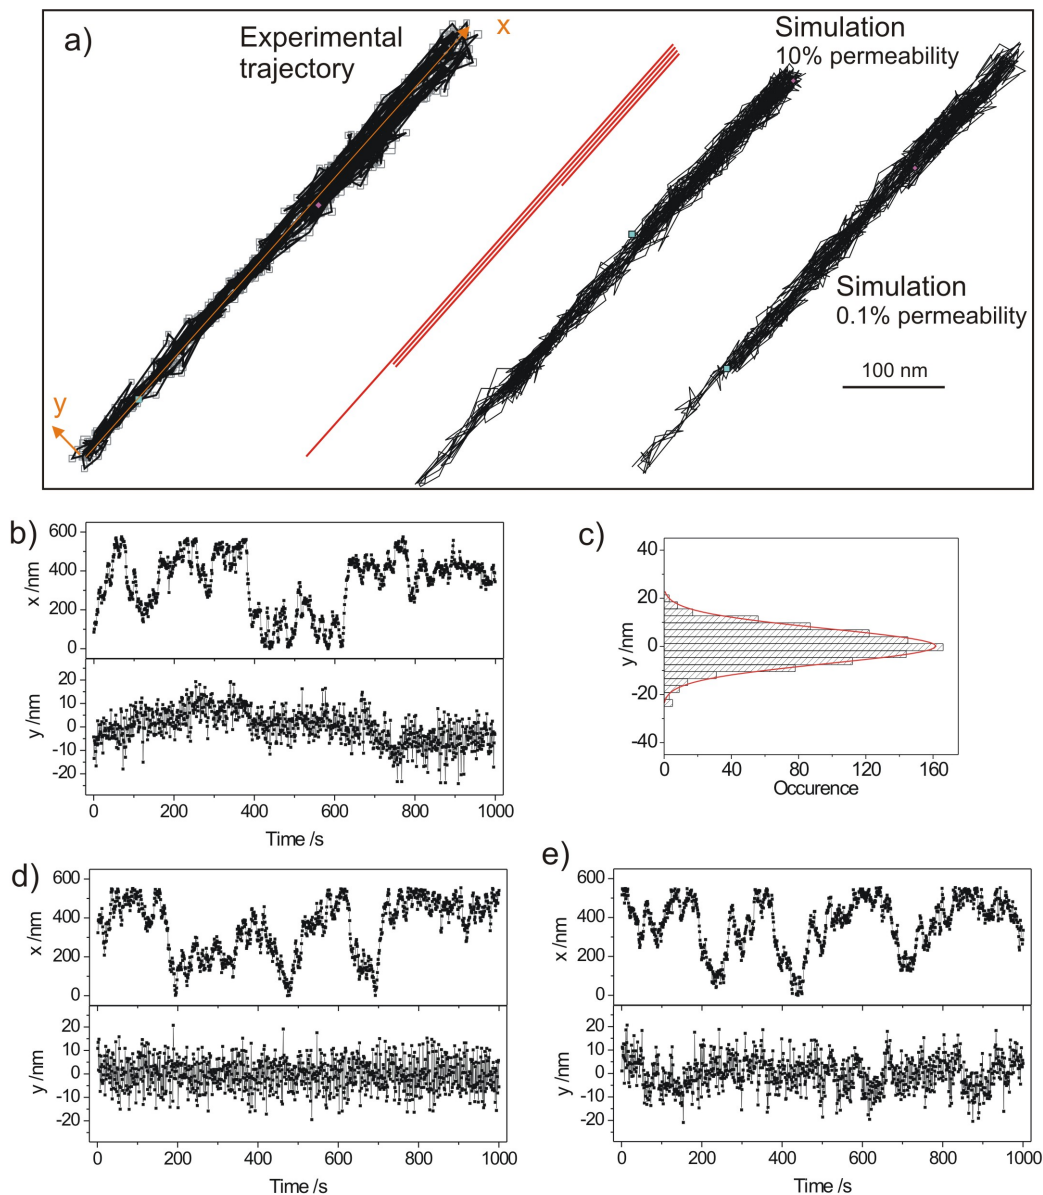 a)
Experimental
trajectory
x
y
Simulation
10% permeability
Simulation
0.1% permeability
100 nm
b)
600
400
200
0
x /nm
20
10
0
-10
-20
y/nm
0 200 400 600 800 1000
Time /s
c)
40
20
0
-20
-40
y/nm
0 40 80 120 160
Occurence
d)
600
400
200
0
x /nm
20
10
0
-10
-20
y /nm
0 200 400 600 800 1000
Time /s
e)
600
400
200
0
x /nm
20
10
0
-10
-20
y /nm
0 200 400 600 800 1000
Time /s